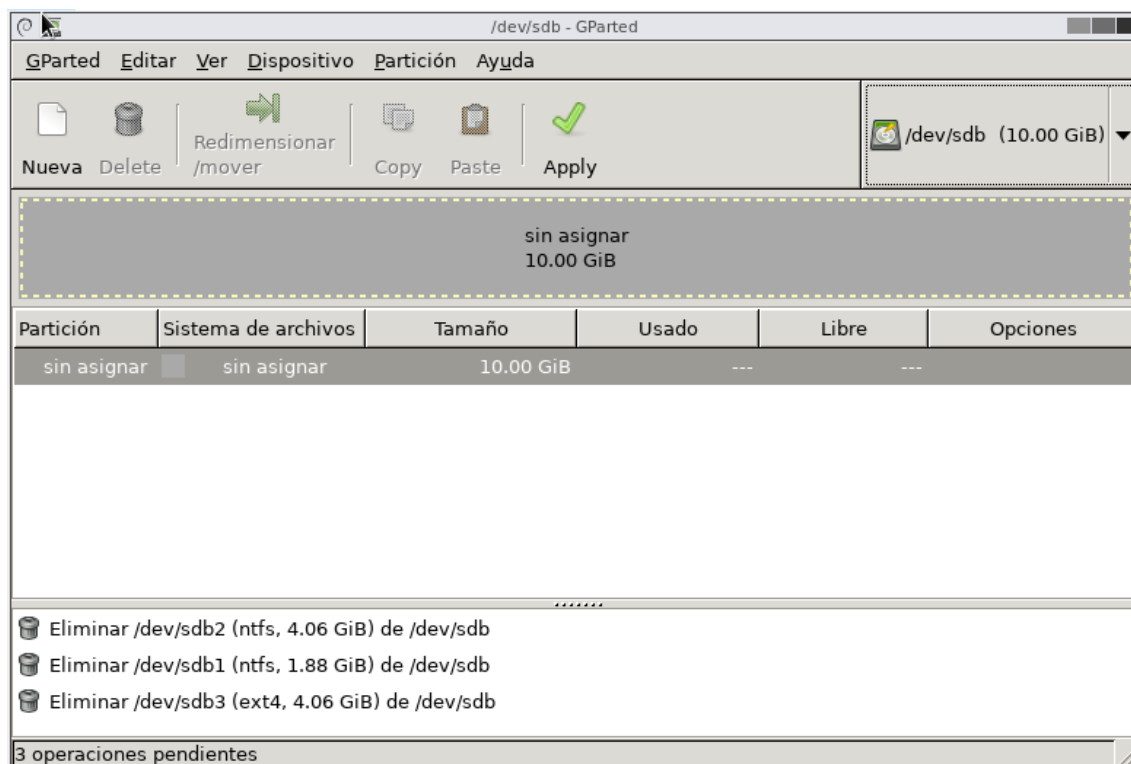 /dev/sdb - GParted
GParted Editar Ver Dispositivo Partición Ayuda
Nueva Delete Redimensionar
/mover Copy Paste Apply /dev/sdb (10.00 GiB)
sin asignar
10.00 GiB
Partición Sistema de archivos Tamaño Usado Libre Opciones
sin asignar sin asignar 10.00 GiB --- ---
Eliminar /dev/sdb2 (ntfs, 4.06 GiB) de /dev/sdb
Eliminar /dev/sdb1 (ntfs, 1.88 GiB) de /dev/sdb
Eliminar /dev/sdb3 (ext4, 4.06 GiB) de /dev/sdb
3 operaciones pendientes